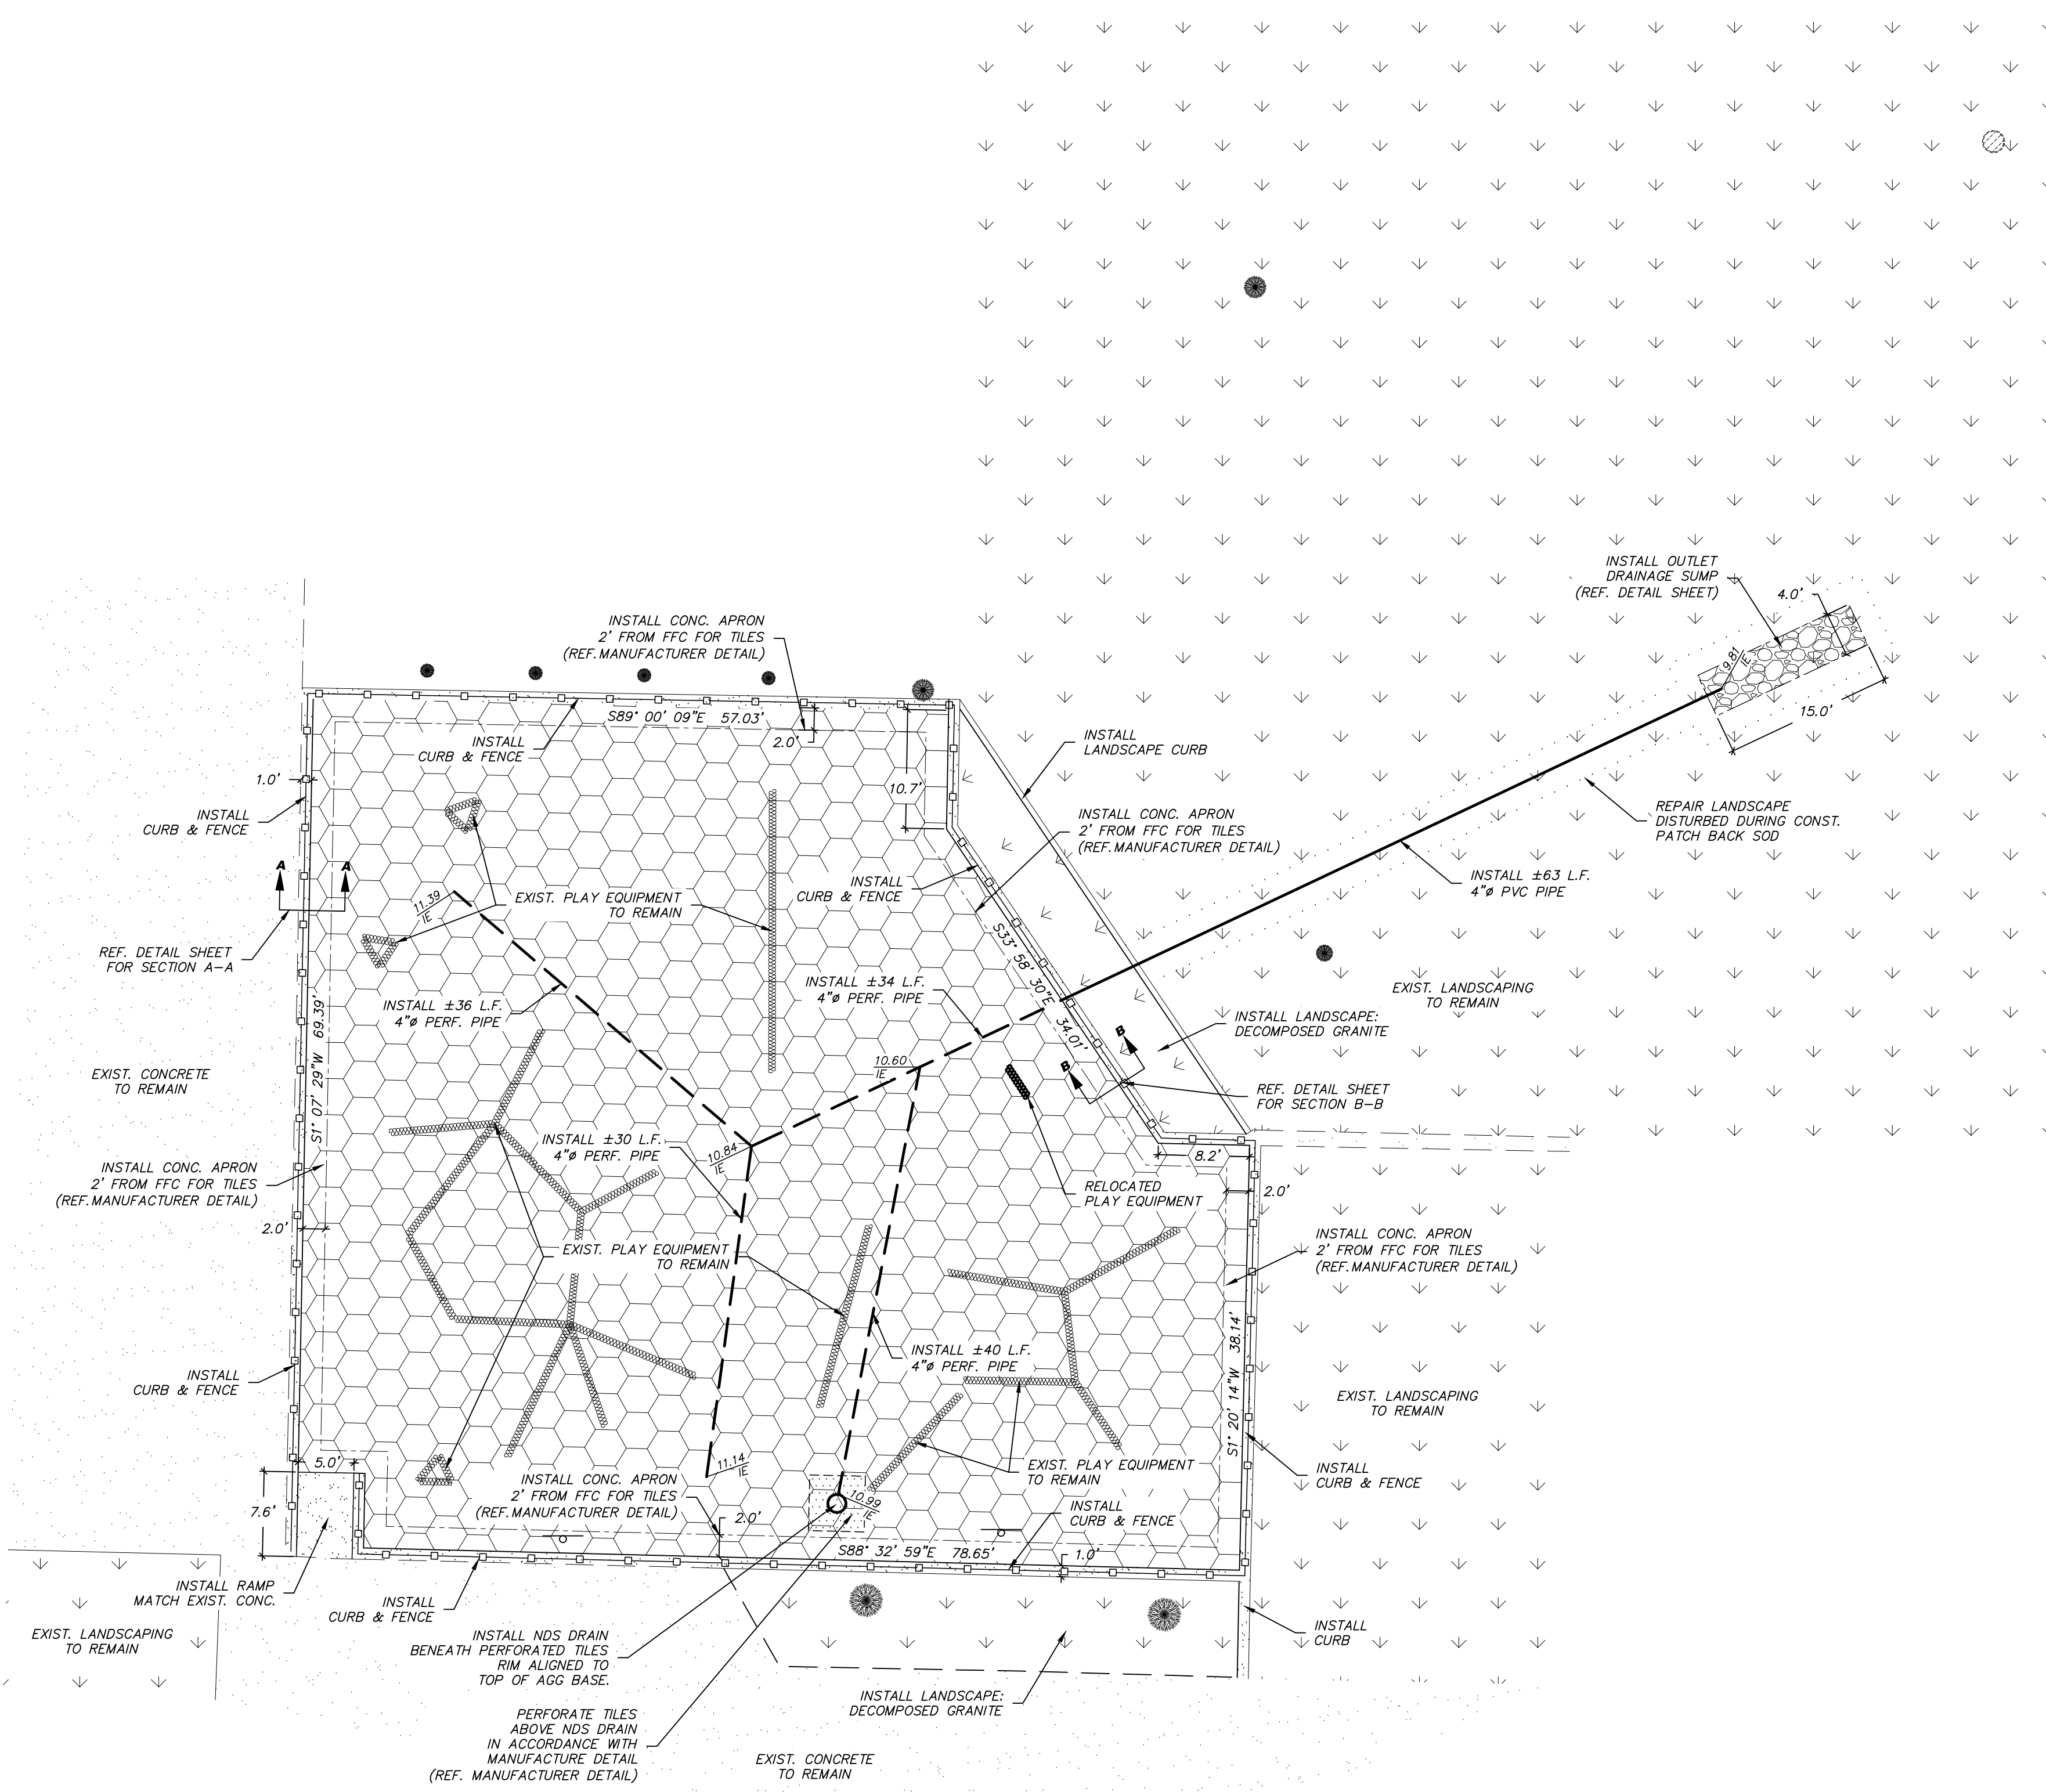 INSTALL OUTLET
DRAINAGE SUMP
(REF. DETAIL SHEET)
4.0'
9.81
IE
15.0'
INSTALL CONC. APRON
2' FROM FFC FOR TILES
(REF.MANUFACTURER DETAIL)
S89° 00' 09"E 57.03'
2.0'
INSTALL
CURB & FENCE
INSTALL
LANDSCAPE CURB
1.0'
10.7'
INSTALL
CURB & FENCE
INSTALL CONC. APRON
2' FROM FFC FOR TILES
(REF.MANUFACTURER DETAIL)
REPAIR LANDSCAPE
DISTURBED DURING CONST.
PATCH BACK SOD
A A
INSTALL
CURB & FENCE
INSTALL ±63 L.F.
4"ø PVC PIPE
11.39
IE
EXIST. PLAY EQUIPMENT
TO REMAIN
REF. DETAIL SHEET
FOR SECTION A-A
S33° 58' 30"E 34.01'
INSTALL ±34 L.F.
4"ø PERF. PIPE
EXIST. LANDSCAPING
TO REMAIN
INSTALL ±36 L.F.
4"ø PERF. PIPE
S1° 07' 29"W 69.39'
INSTALL LANDSCAPE:
DECOMPOSED GRANITE
B
B
10.60
IE
EXIST. CONCRETE
TO REMAIN
REF. DETAIL SHEET
FOR SECTION B-B
INSTALL ±30 L.F.
4"ø PERF. PIPE
10.84
IE
8.2'
INSTALL CONC. APRON
2' FROM FFC FOR TILES
(REF.MANUFACTURER DETAIL)
RELOCATED
PLAY EQUIPMENT
2.0'
2.0'
INSTALL CONC. APRON
2' FROM FFC FOR TILES
(REF.MANUFACTURER DETAIL)
EXIST. PLAY EQUIPMENT
TO REMAIN
S1° 20' 14"W 38.14'
INSTALL ±40 L.F.
4"ø PERF. PIPE
INSTALL
CURB & FENCE
EXIST. LANDSCAPING
TO REMAIN
5.0'
11.14
IE
EXIST. PLAY EQUIPMENT
TO REMAIN
INSTALL
CURB & FENCE
INSTALL CONC. APRON
2' FROM FFC FOR TILES
(REF.MANUFACTURER DETAIL)
7.6'
10.99
IE
2.0'
INSTALL
CURB & FENCE
S88° 32' 59"E 78.65'
1.0'
INSTALL RAMP
MATCH EXIST. CONC.
INSTALL
CURB & FENCE
INSTALL
CURB
EXIST. LANDSCAPING
TO REMAIN
INSTALL NDS DRAIN
BENEATH PERFORATED TILES
RIM ALIGNED TO
TOP OF AGG BASE.
INSTALL LANDSCAPE:
DECOMPOSED GRANITE
PERFORATE TILES
ABOVE NDS DRAIN
IN ACCORDANCE WITH
MANUFACTURE DETAIL
(REF. MANUFACTURER DETAIL)
EXIST. CONCRETE
TO REMAIN